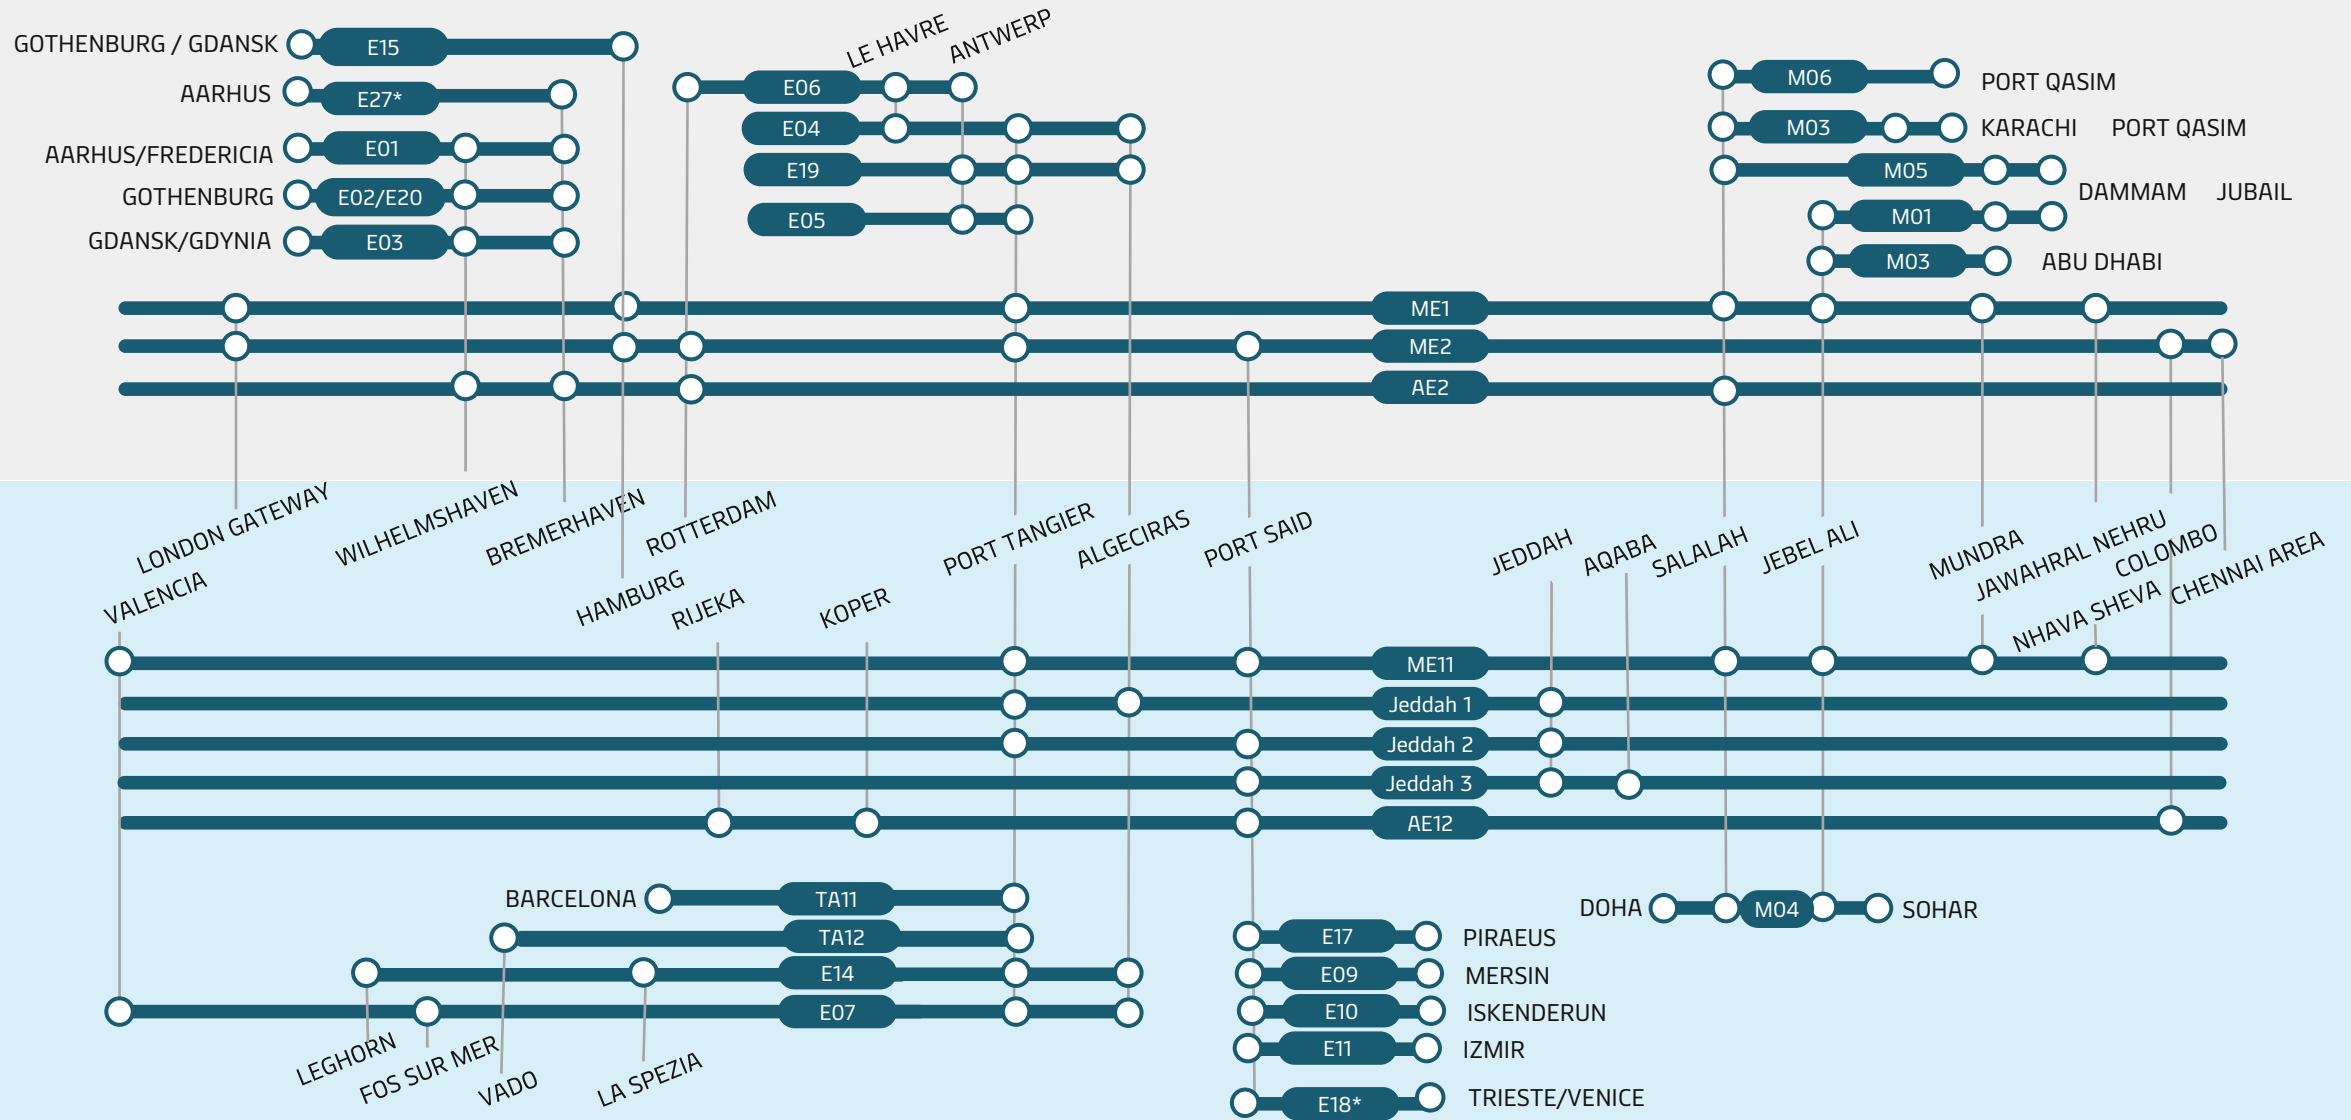 GOTHENBURG / GDANSK
E15
AARHUS
E27*
AARHUS/FREDERICIA
E01
GOTHENBURG
E02/E20
GDANSK/GDYNIA
E03
LE HAVRE
ANTWERP
E06
E04
E19
E05
M06
PORT QASIM
M03
KARACHI PORT QASIM
M05
DAMMAM JUBAIL
M01
M03
ABU DHABI
ME1
ME2
AE2
LONDON GATEWAY
WILHELMSHAVEN
BREMERHAVEN
ROTTERDAM
PORT TANGIER
ALGECIRAS
PORT SAID
JEDDAH
AQABA
SALALAH
JEBEL ALI
MUNDRA
JAWAHRAL NEHRU
NHAVA SHEVA
COLOMBO
CHENNAI AREA
VALENCIA
HAMBURG
RIJEKA
KOPER
ME11
Jeddah 1
Jeddah 2
Jeddah 3
AE12
BARCELONA
TA11
TA12
E14
E07
LEGHORN
FOS SUR MER
VADO
LA SPEZIA
DOHA
M04
SOHAR
E17
PIRAEUS
E09
MERSIN
E10
ISKENDERUN
E11
IZMIR
E18*
TRIESTE/VENICE